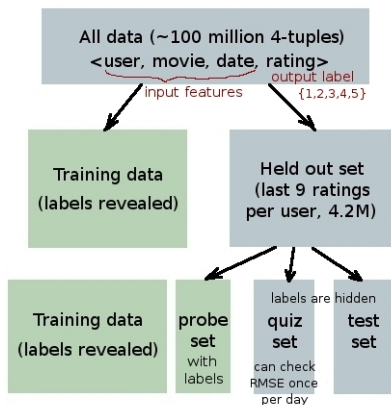 All data (~100 million 4-tuples)
<user, movie, date, rating>
input features
output label
{1,2,3,4,5}
Training data
(labels revealed)
Held out set
(last 9 ratings
per user, 4.2M)
Training data
(labels revealed)
probe
set
with
labels
labels are hidden
quiz
set
can check
RMSE once
per day
test
set